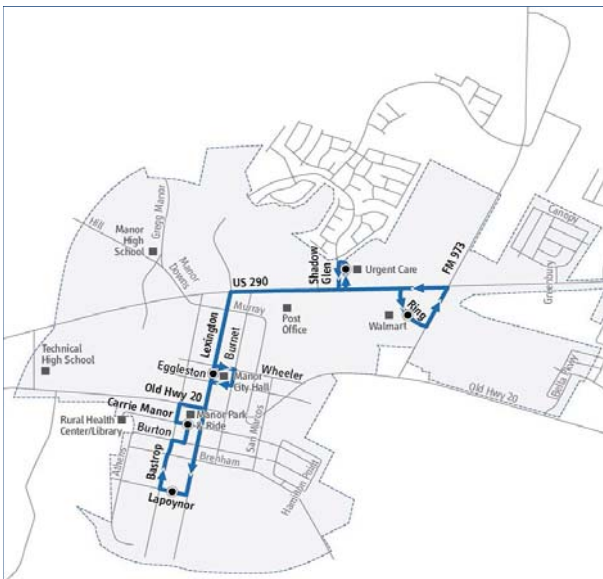 Canopy
Gregg Manor
Hill
Manor
High
School
Manor
Downs
Shadow
Glen
Urgent Care
FM 973
Greenbury
US 290
Murray
Post
Office
Walmart
Ring
Lexington
Burnet
Technical
High School
Eggleston
Manor
City Hall
Wheeler
Old Hwy 20
Old Hwy 20
Bella Pkwy
Carrie Manor
Manor Park
& Ride
Rural Health
Center/Library
Burton
San Marcos
Athens
Bastrop
Brenham
Hamilton Point
Lapoynor